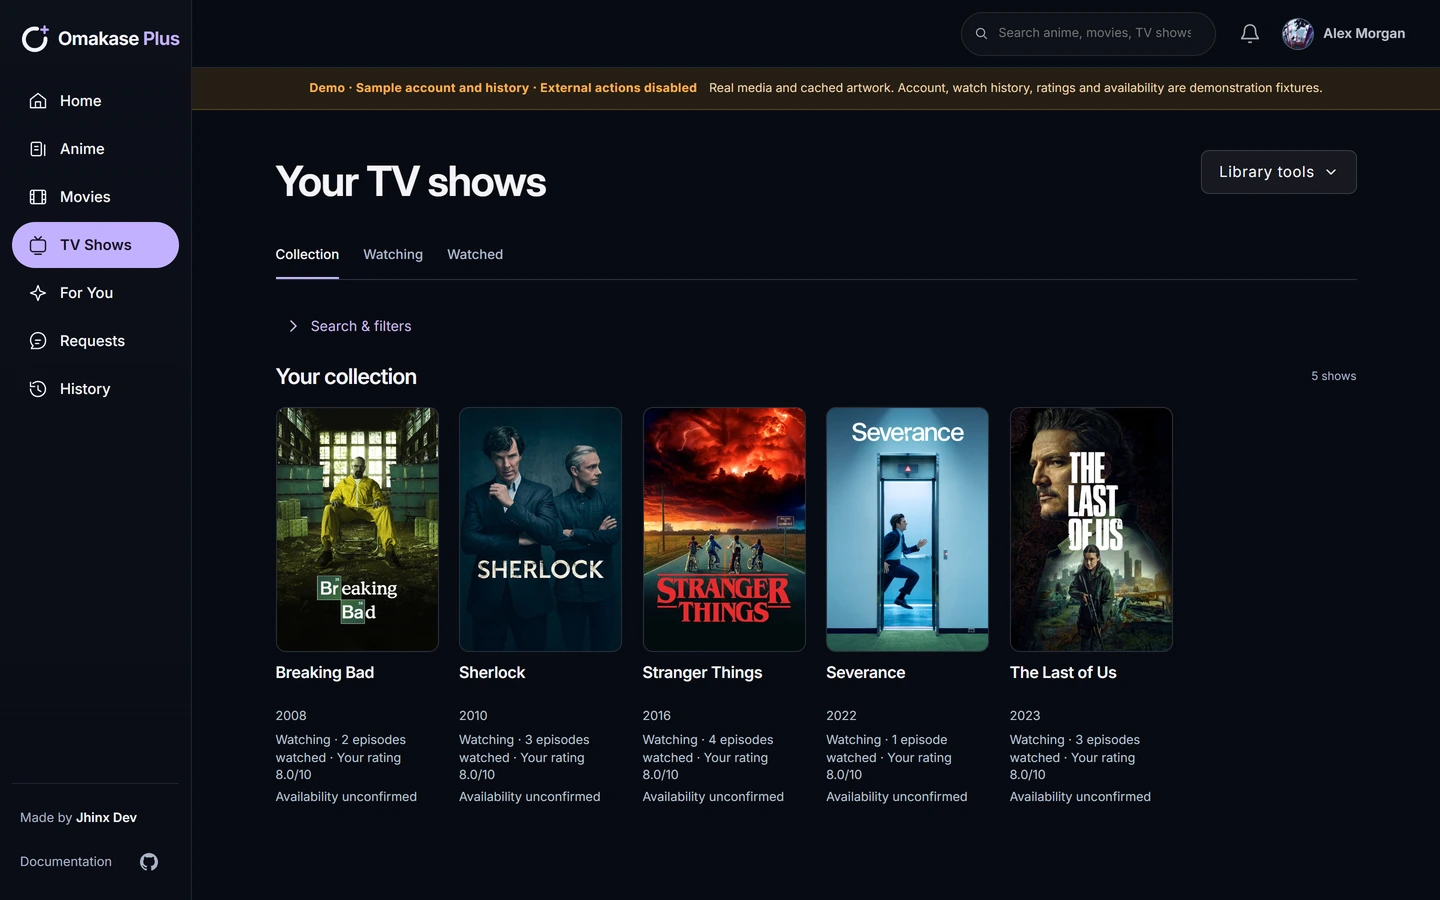 Omakase Plus
Search anime, movies, TV shows
Alex Morgan
Demo · Sample account and history · External actions disabled Real media and cached artwork. Account, watch history, ratings and availability are demonstration fixtures.
Home
Anime
Movies
TV Shows
For You
Requests
History
Made by Jhinx Dev
Documentation
Your TV shows
Library tools
Collection
Watching
Watched
Search & filters
Your collection
5 shows
Breaking
Bad
SHERLOCK
STRANGER
THINGS
Severance
THE
LAST
OF US
Breaking Bad
2008
Watching · 2 episodes
watched · Your rating
8.0/10
Availability unconfirmed
Sherlock
2010
Watching · 3 episodes
watched · Your rating
8.0/10
Availability unconfirmed
Stranger Things
2016
Watching · 4 episodes
watched · Your rating
8.0/10
Availability unconfirmed
Severance
2022
Watching · 1 episode
watched · Your rating
8.0/10
Availability unconfirmed
The Last of Us
2023
Watching · 3 episodes
watched · Your rating
8.0/10
Availability unconfirmed